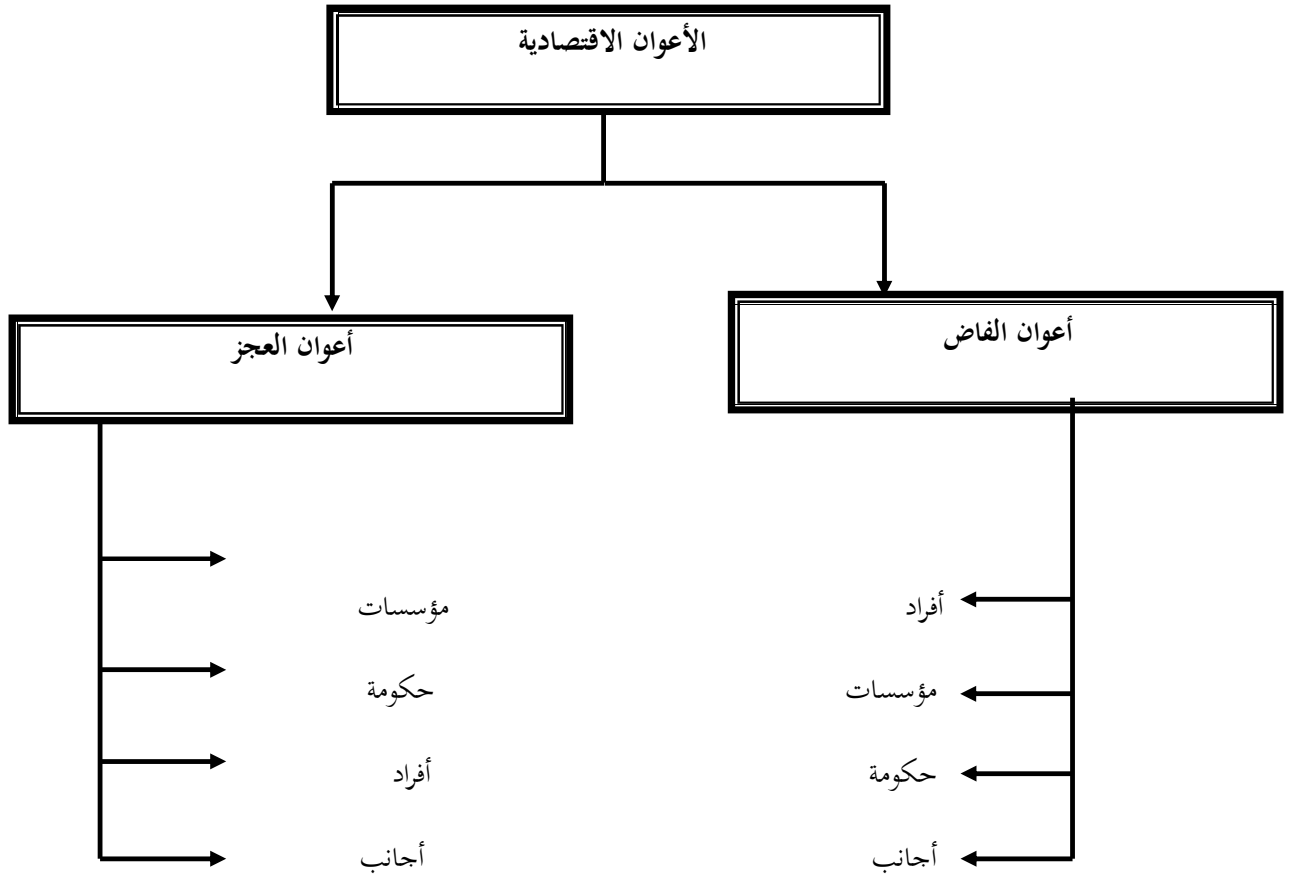 الأعوان الاقتصادية
أعوان الفاض
أعوان العجز
أفراد
مؤسسات
حكومة
أجانب
مؤسسات
حكومة
أفراد
أجانب